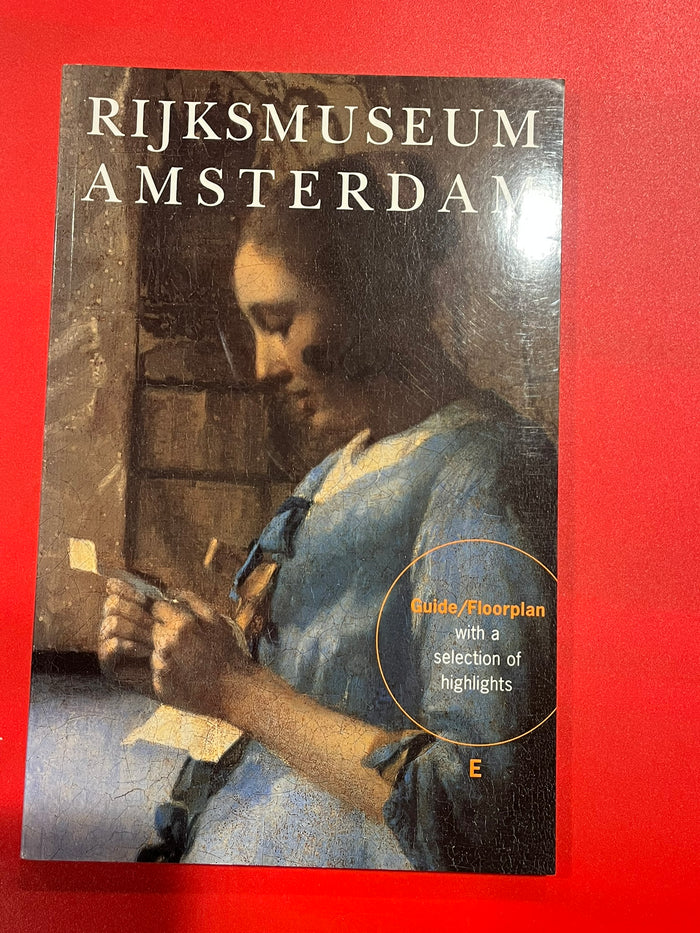 RIJKSMUSEUM
AMSTERDAM
Guide/Floorplan
with a
selection of
highlights
E